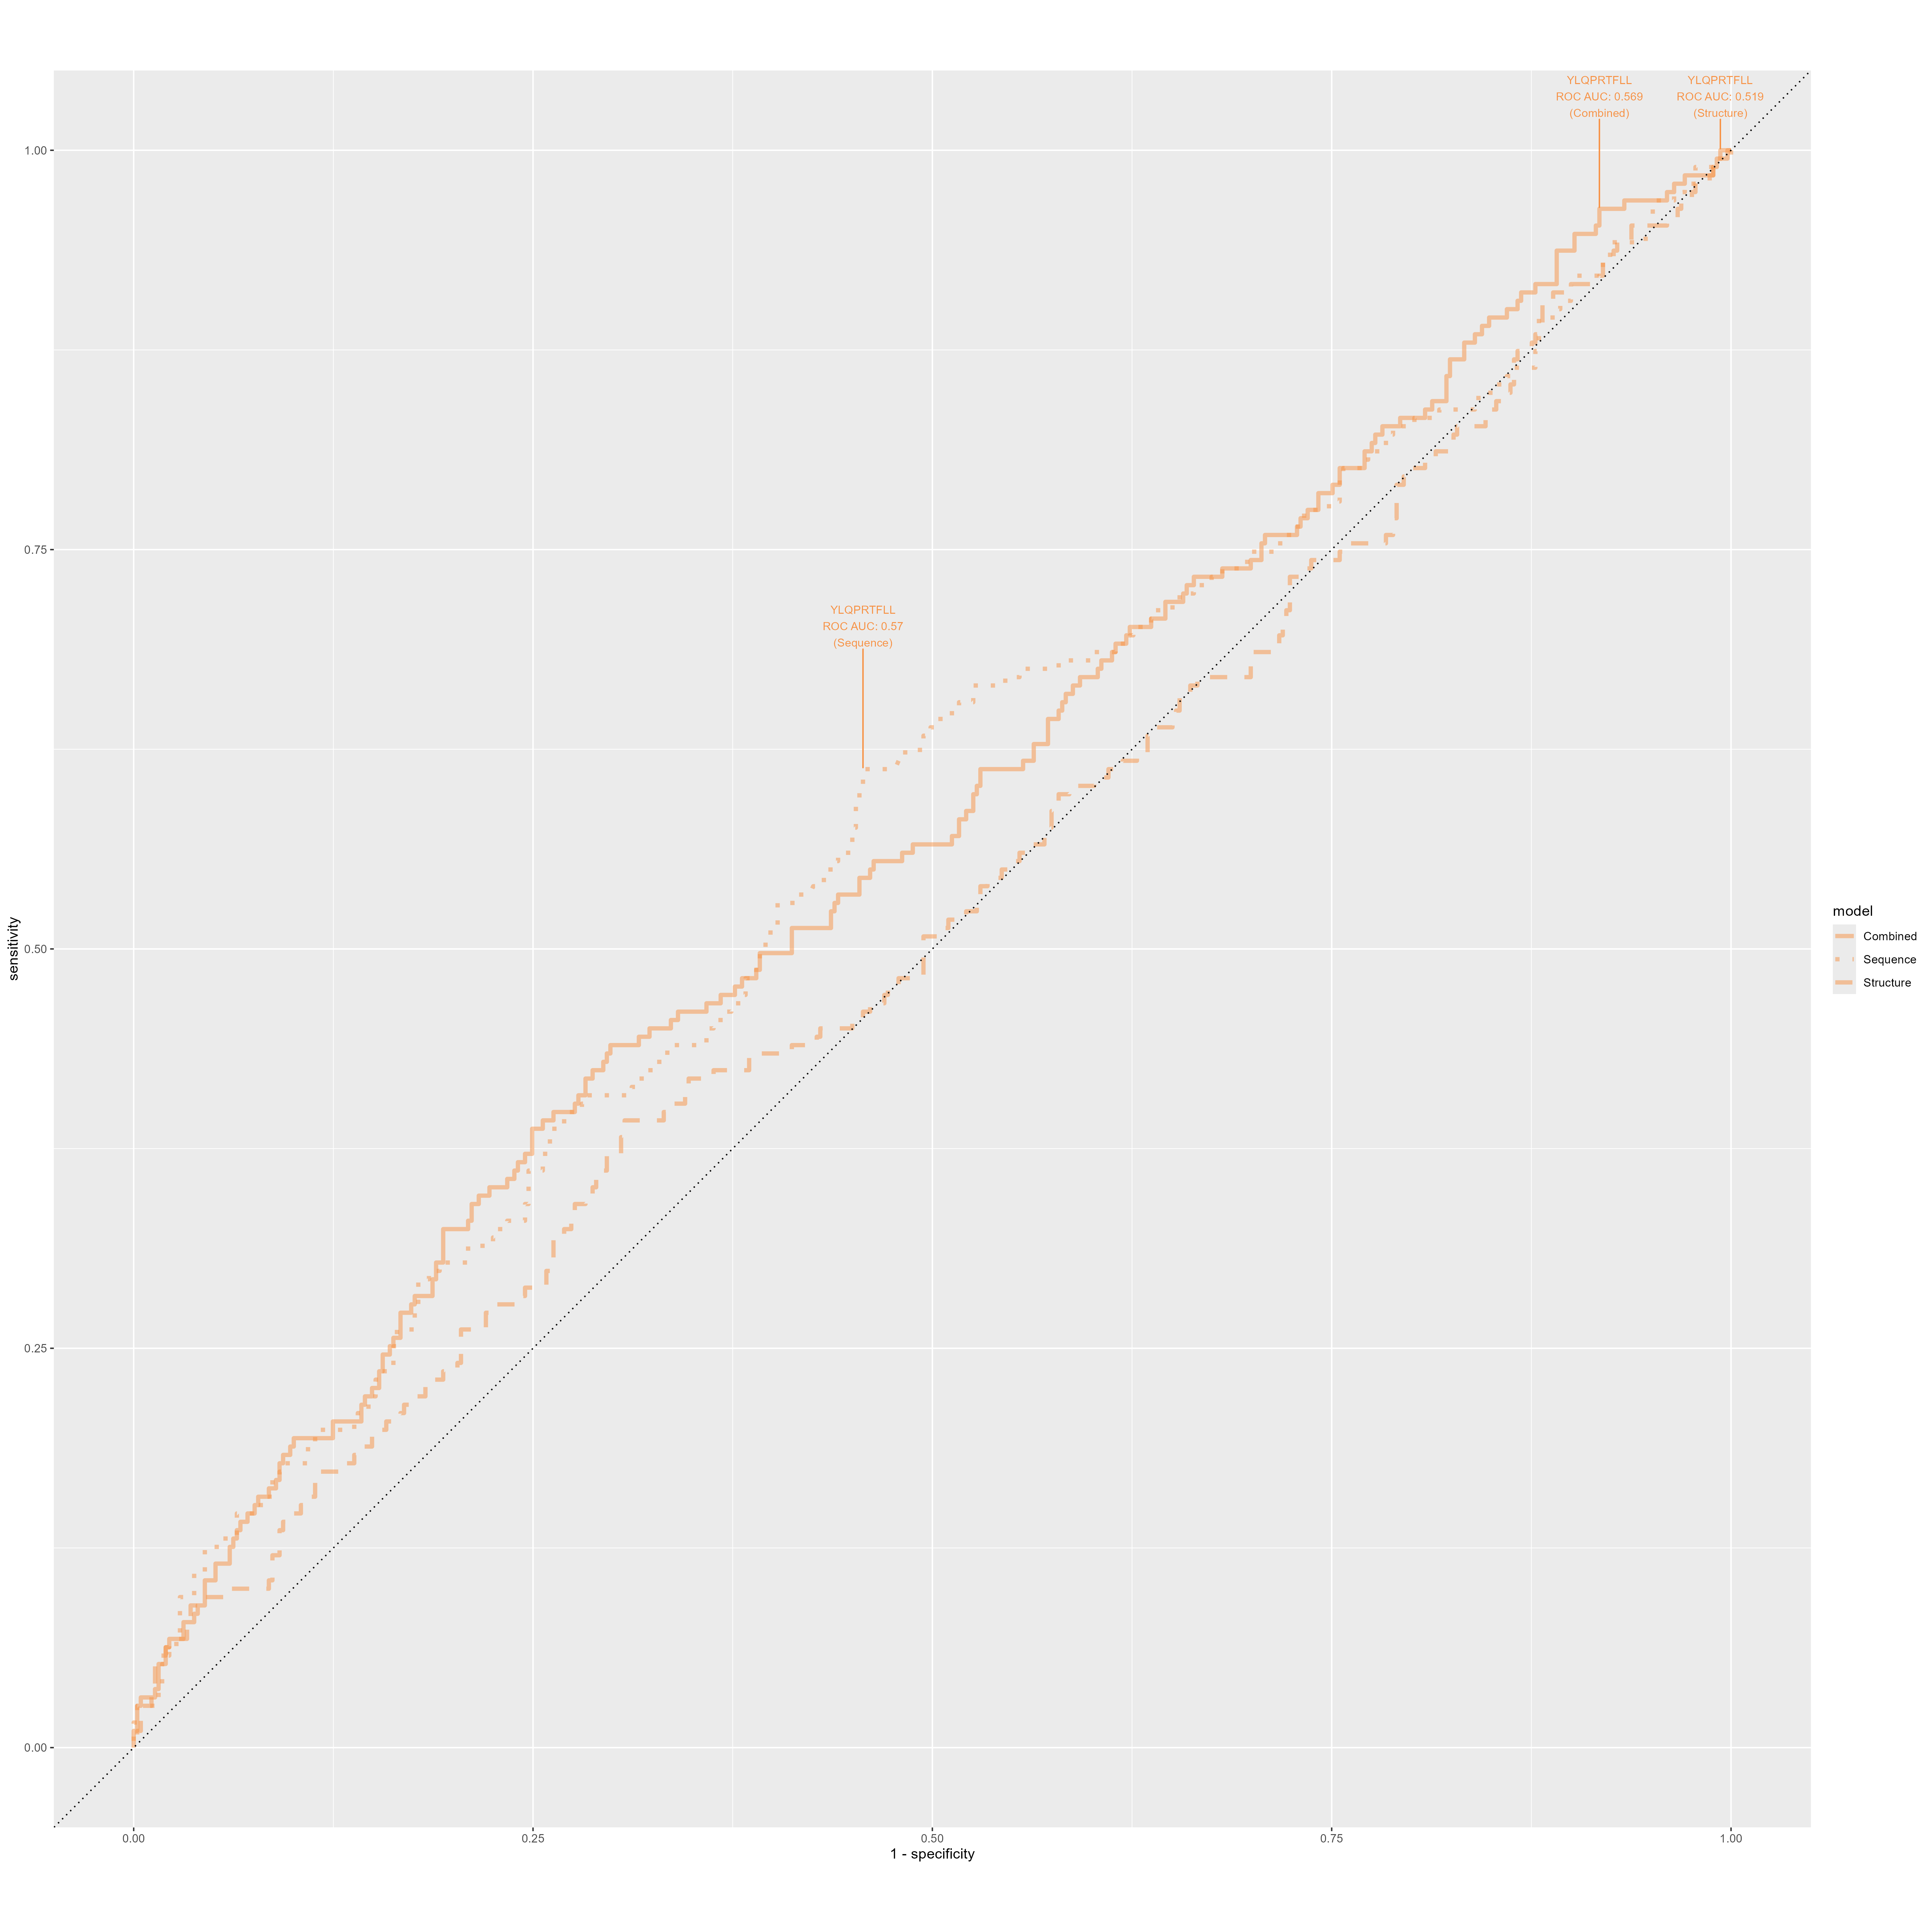 YLQPRTFLL
ROC AUC: 0.569
(Combined)
YLQPRTFLL
ROC AUC: 0.519
(Structure)
YLQPRTFLL
ROC AUC: 0.57
(Sequence)
1.00
0.75
0.50
0.25
0.00
sensitivity
0.00
0.25
0.50
0.75
1.00
1 - specificity
model
Combined
Sequence
Structure